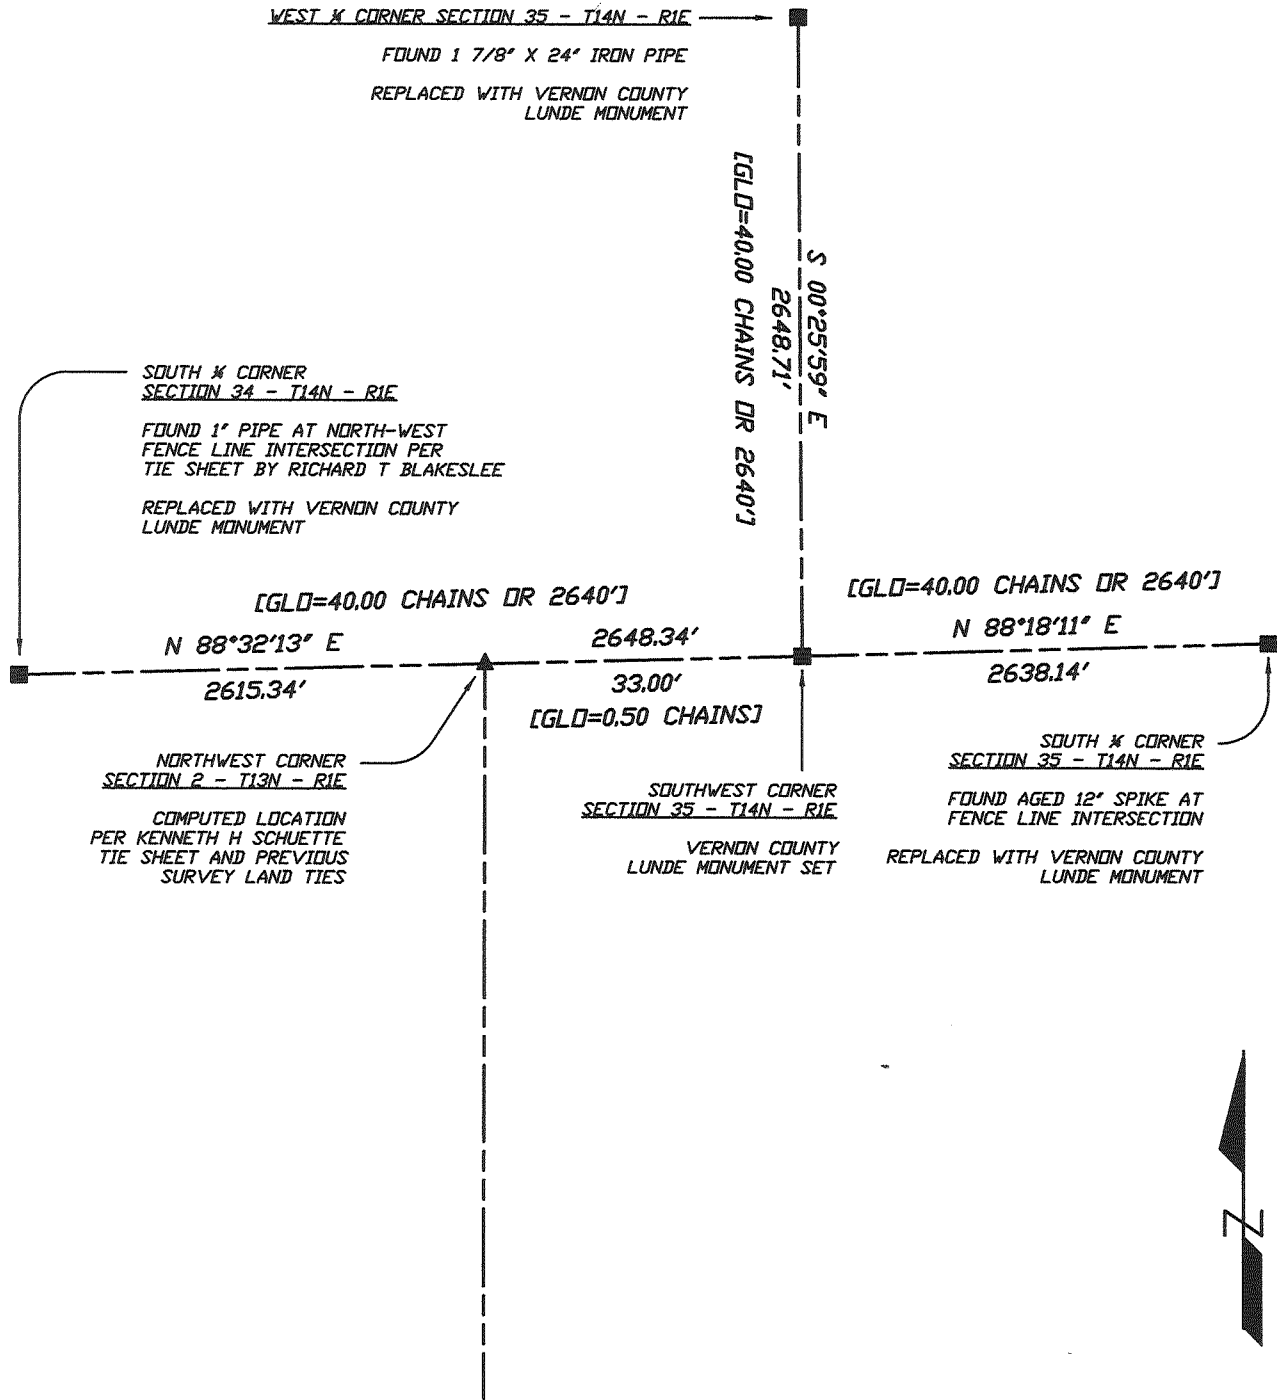 WEST ¼ CORNER SECTION 35 - T14N - R1E
FOUND 1 7/8" X 24" IRON PIPE
REPLACED WITH VERNON COUNTY
LUNDE MONUMENT
[GLO=40.00 CHAINS OR 2640']
S 00°25'59" E
2648.71'
SOUTH ¼ CORNER
SECTION 34 - T14N - R1E
FOUND 1" PIPE AT NORTH-WEST
FENCE LINE INTERSECTION PER
TIE SHEET BY RICHARD T BLAKESLEE
REPLACED WITH VERNON COUNTY
LUNDE MONUMENT
[GLO=40.00 CHAINS OR 2640']
N 88°32'13" E
2648.34'
2615.34'
33.00'
[GLO=0.50 CHAINS]
[GLO=40.00 CHAINS OR 2640']
N 88°18'11" E
2638.14'
NORTHWEST CORNER
SECTION 2 - T13N - R1E
COMPUTED LOCATION
PER KENNETH H SCHUETTE
TIE SHEET AND PREVIOUS
SURVEY LAND TIES
SOUTHWEST CORNER
SECTION 35 - T14N - R1E
VERNON COUNTY
LUNDE MONUMENT SET
SOUTH ¼ CORNER
SECTION 35 - T14N - R1E
FOUND AGED 12" SPIKE AT
FENCE LINE INTERSECTION
REPLACED WITH VERNON COUNTY
LUNDE MONUMENT
N